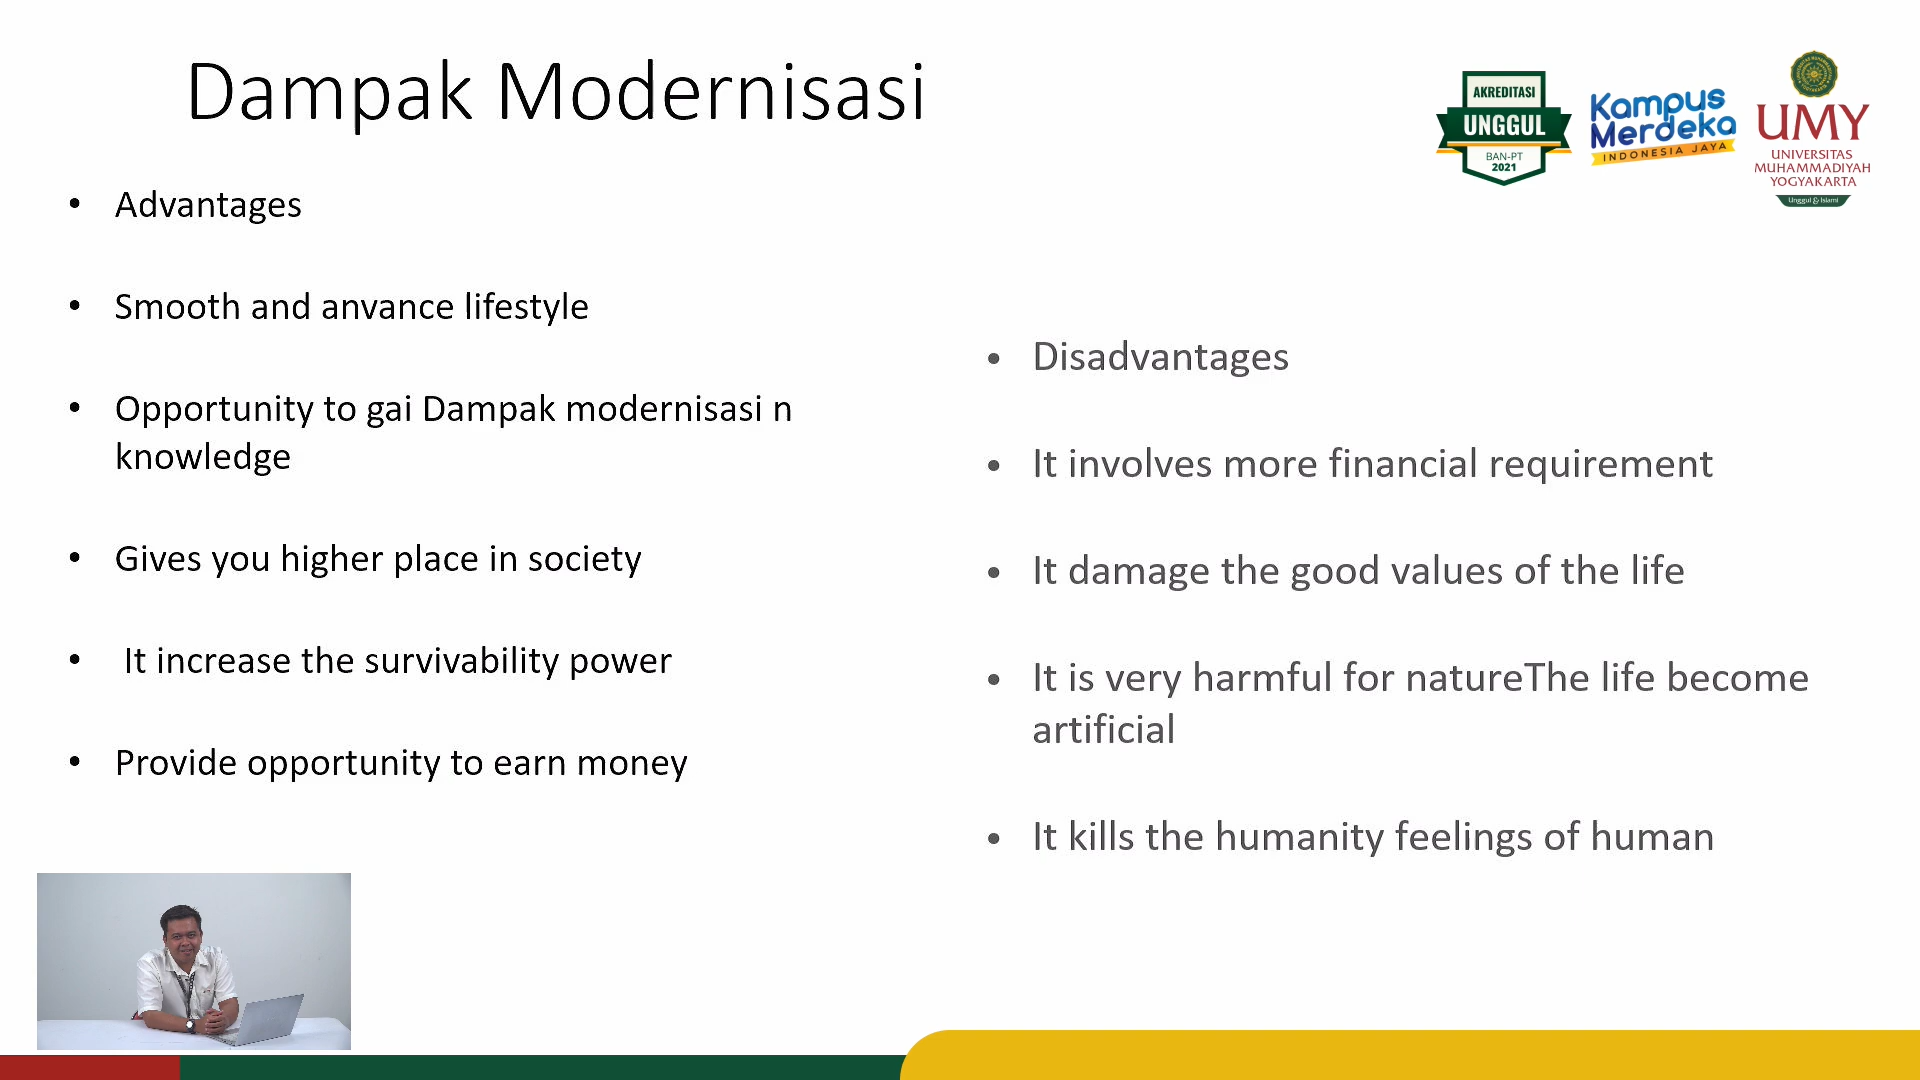 Dampak Modernisasi
AKREDITASI
UNGGUL
BAN-PT
2021
Kampus
Merdeka
INDONESIA JAYA
UMY
UNIVERSITAS
MUHAMMADIYAH
YOGYAKARTA
Unggul & Islami
• Advantages
• Smooth and anvance lifestyle
• Opportunity to gai Dampak modernisasi n
knowledge
• Gives you higher place in society
• It increase the survivability power
• Provide opportunity to earn money
• Disadvantages
• It involves more financial requirement
• It damage the good values of the life
• It is very harmful for natureThe life become
artificial
• It kills the humanity feelings of human